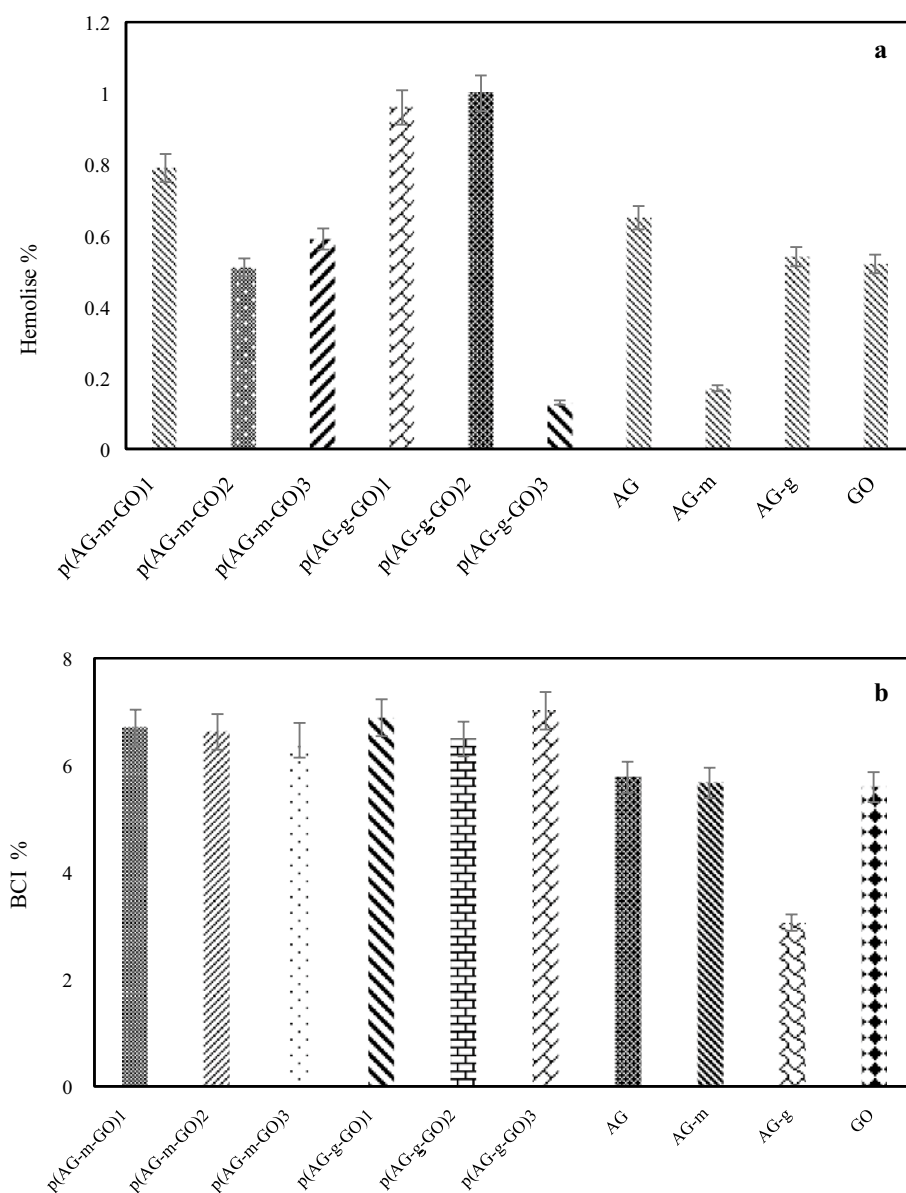 1.2
a
1
0.8
0.6
0.4
0.2
0
Hemolise %
p(AG-m-GO)1
p(AG-m-GO)2
p(AG-m-GO)3
p(AG-g-GO)1
p(AG-g-GO)2
p(AG-g-GO)3
AG
AG-m
AG-g
GO
8
b
6
4
2
0
BCI %
p(AG-m-GO)1
p(AG-m-GO)2
p(AG-m-GO)3
p(AG-g-GO)1
p(AG-g-GO)2
p(AG-g-GO)3
AG
AG-m
AG-g
GO